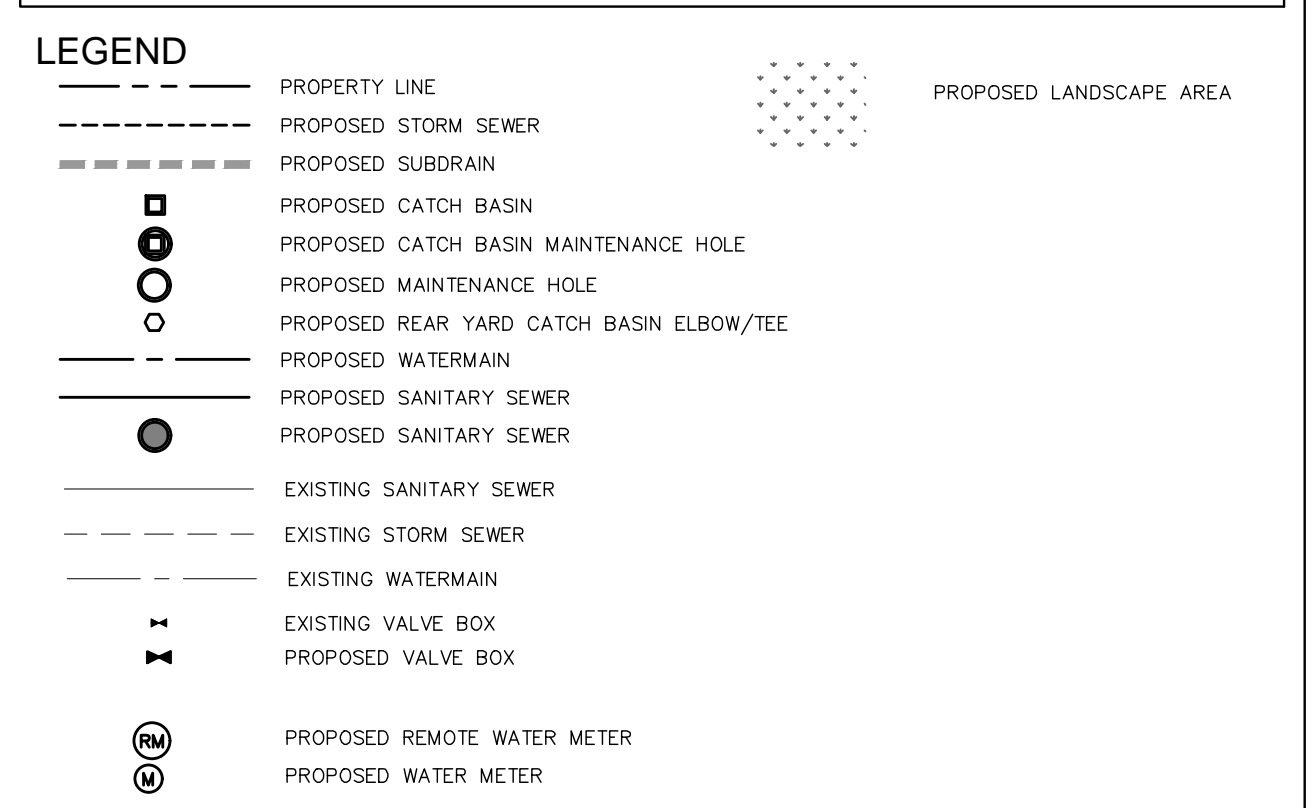 LEGEND
PROPERTY LINE
PROPOSED STORM SEWER
PROPOSED SUBDRAIN
PROPOSED CATCH BASIN
PROPOSED CATCH BASIN MAINTENANCE HOLE
PROPOSED MAINTENANCE HOLE
PROPOSED REAR YARD CATCH BASIN ELBOW/TEE
PROPOSED WATERMAIN
PROPOSED SANITARY SEWER
PROPOSED SANITARY SEWER
EXISTING SANITARY SEWER
EXISTING STORM SEWER
EXISTING WATERMAIN
EXISTING VALVE BOX
PROPOSED VALVE BOX
RM PROPOSED REMOTE WATER METER
M PROPOSED WATER METER
PROPOSED LANDSCAPE AREA